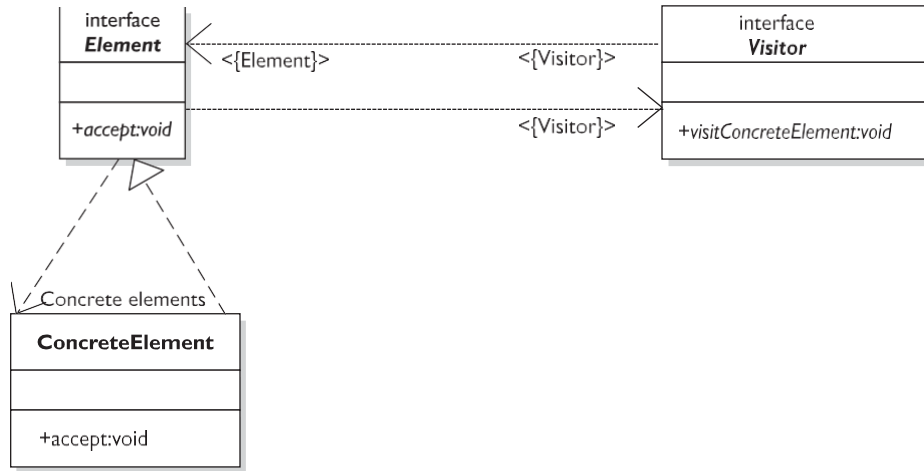 interface
Element
+accept:void
<{Element}>
<{Visitor}>
<{Visitor}>
interface
Visitor
+visitConcreteElement:void
Concrete elements
ConcreteElement
+accept:void